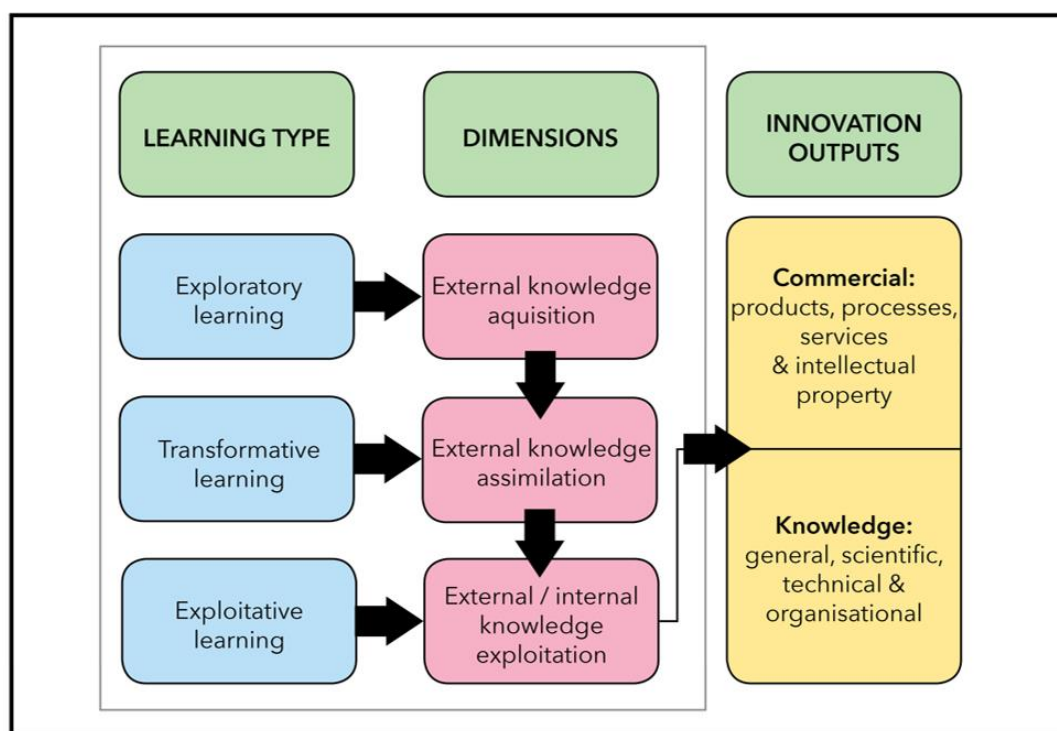 LEARNING TYPE
DIMENSIONS
INNOVATION
OUTPUTS
Exploratory
learning
External knowledge
aquisition
Transformative
learning
External knowledge
assimilation
Exploitative
learning
External / internal
knowledge
exploitation
Commercial:
products, processes,
services
& intellectual
property
Knowledge:
general, scientific,
technical &
organisational